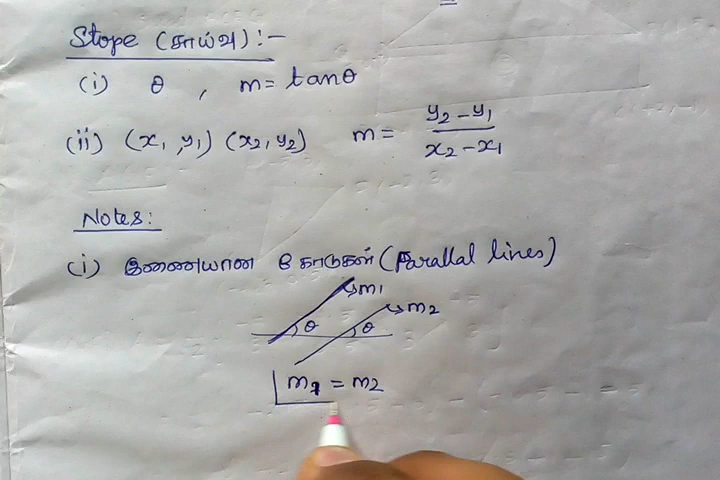 Slope (சாய்வு) :-
(i) θ , m = tanθ
(ii) (x1, y1) (x2, y2) m = y2 - y1 / x2 - x1
Notes:
(i) இணையான கோடுகள் (Parallal lines)
m1
m2
θ θ
m1 = m2